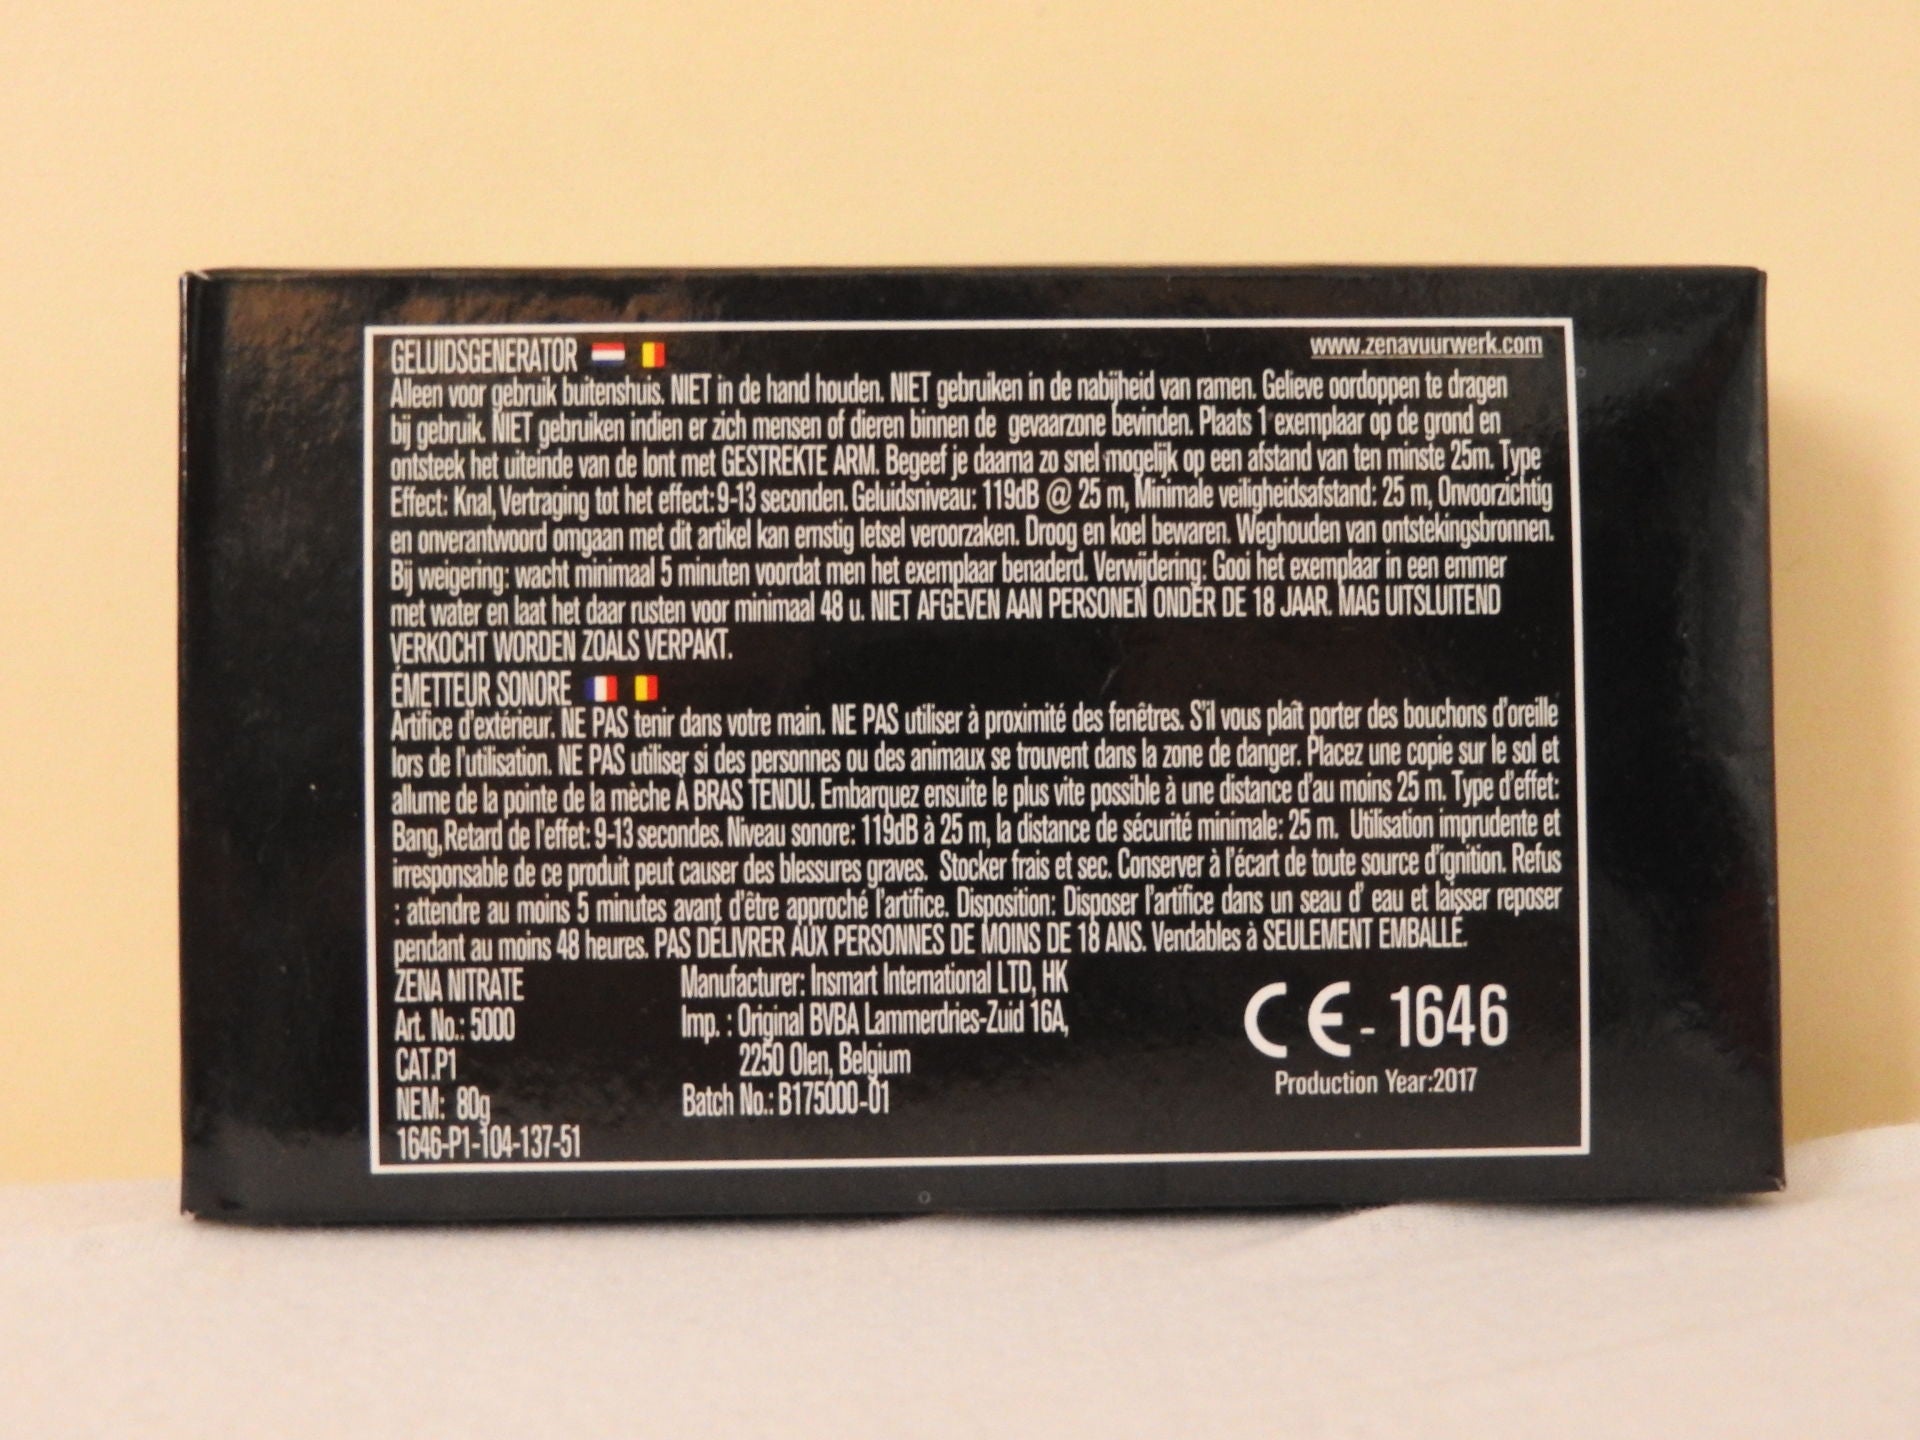 GELUIDSGENERATOR
www.zenavuurwerk.com
Alleen voor gebruik buitenshuis. NIET in de hand houden. NIET gebruiken in de nabijheid van ramen. Gelieve oordoppen te dragen
bij gebruik. NIET gebruiken indien er zich mensen of dieren binnen de gevaarzone bevinden. Plaats 1 exemplaar op de grond en
ontsteek het uiteinde van de lont met GESTREKTE ARM. Begeef je daarna zo snel mogelijk op een afstand van ten minste 25m. Type
Effect: Knal, Vertraging tot het effect: 9-13 seconden. Geluidsniveau: 119dB @ 25 m, Minimale veiligheidsafstand: 25 m, Onvoorzichtig
en onverantwoord omgaan met dit artikel kan ernstig letsel veroorzaken. Droog en koel bewaren. Weghouden van ontstekingsbronnen.
Bij weigering: wacht minimaal 5 minuten voordat men het exemplaar benaderd. Verwijdering: Gooi het exemplaar in een emmer
met water en laat het daar rusten voor minimaal 48 u. NIET AFGEVEN AAN PERSONEN ONDER DE 18 JAAR. MAG UITSLUITEND
VERKOCHT WORDEN ZOALS VERPAKT.
ÉMETTEUR SONORE
Artifice d'extérieur. NE PAS tenir dans votre main. NE PAS utiliser à proximité des fenêtres. S'il vous plaît porter des bouchons d'oreille
lors de l'utilisation. NE PAS utiliser si des personnes ou des animaux se trouvent dans la zone de danger. Placez une copie sur le sol et
allume de la pointe de la mèche À BRAS TENDU. Embarquez ensuite le plus vite possible à une distance d'au moins 25 m. Type d'effet:
Bang, Retard de l'effet: 9-13 secondes. Niveau sonore: 119dB à 25 m, la distance de sécurité minimale: 25 m. Utilisation imprudente et
irresponsable de ce produit peut causer des blessures graves. Stocker frais et sec. Conserver à l'écart de toute source d'ignition. Refus
: attendre au moins 5 minutes avant d'être approché l'artifice. Disposition: Disposer l'artifice dans un seau d' eau et laisser reposer
pendant au moins 48 heures. PAS DÉLIVRER AUX PERSONNES DE MOINS DE 18 ANS. Vendables à SEULEMENT EMBALLÉ.
ZENA NITRATE
Art. No.: 5000
CAT.P1
NEM: 80g
1646-P1-104-137-51
Manufacturer: Insmart International LTD, HK
Imp. : Original BVBA Lammerdries-Zuid 16A,
2250 Olen, Belgium
Batch No.: B175000-01
CE - 1646
Production Year:2017